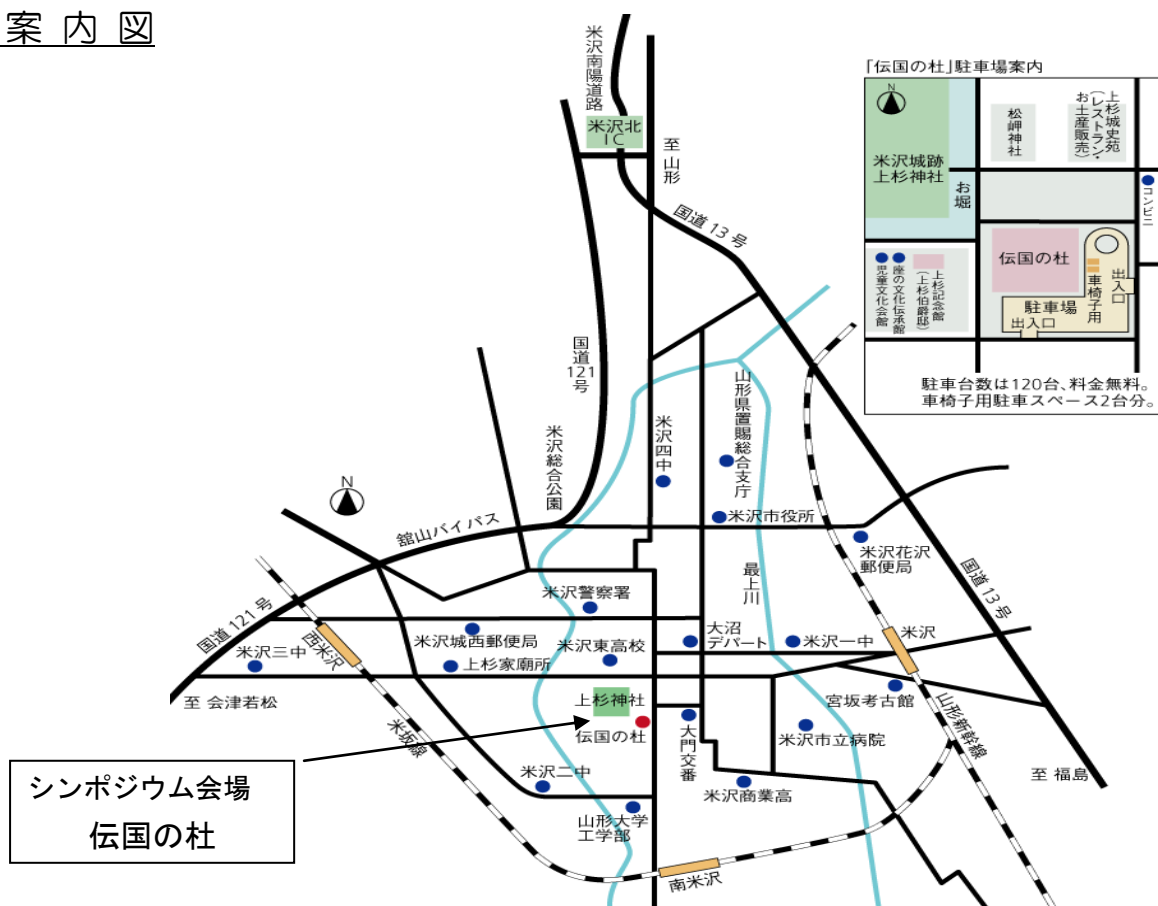 案内図
米沢南陽道路
米沢北
IC
至山形
国道13号
国道
121
号
米沢総合公園
米沢四中
山形県置賜総合支庁
米沢市役所
舘山バイパス
米沢花沢
郵便局
最上川
国道13号
国道121号
西米沢
米沢警察署
米沢城西郵便局
米沢東高校
大沼
デパート
米沢一中
米沢
米沢三中
上杉家廟所
至 会津若松
上杉神社
伝国の杜
大門交番
宮坂考古館
米沢市立病院
山形新幹線
米坂線
至 福島
米沢二中
米沢商業高
山形大学
工学部
南米沢
シンポジウム会場
伝国の杜
「伝国の杜」駐車場案内
N
米沢城跡
上杉神社
お堀
松岬神社
上杉城史苑
(レストラン・
お土産販売)
コンビニ
伝国の杜
車椅子用
出入口
駐車場
出入口
上杉記念館
(上杉伯爵邸)
座の文化伝承館
児童文化会館
駐車台数は120台、料金無料。
車椅子用駐車スペース2台分。
N